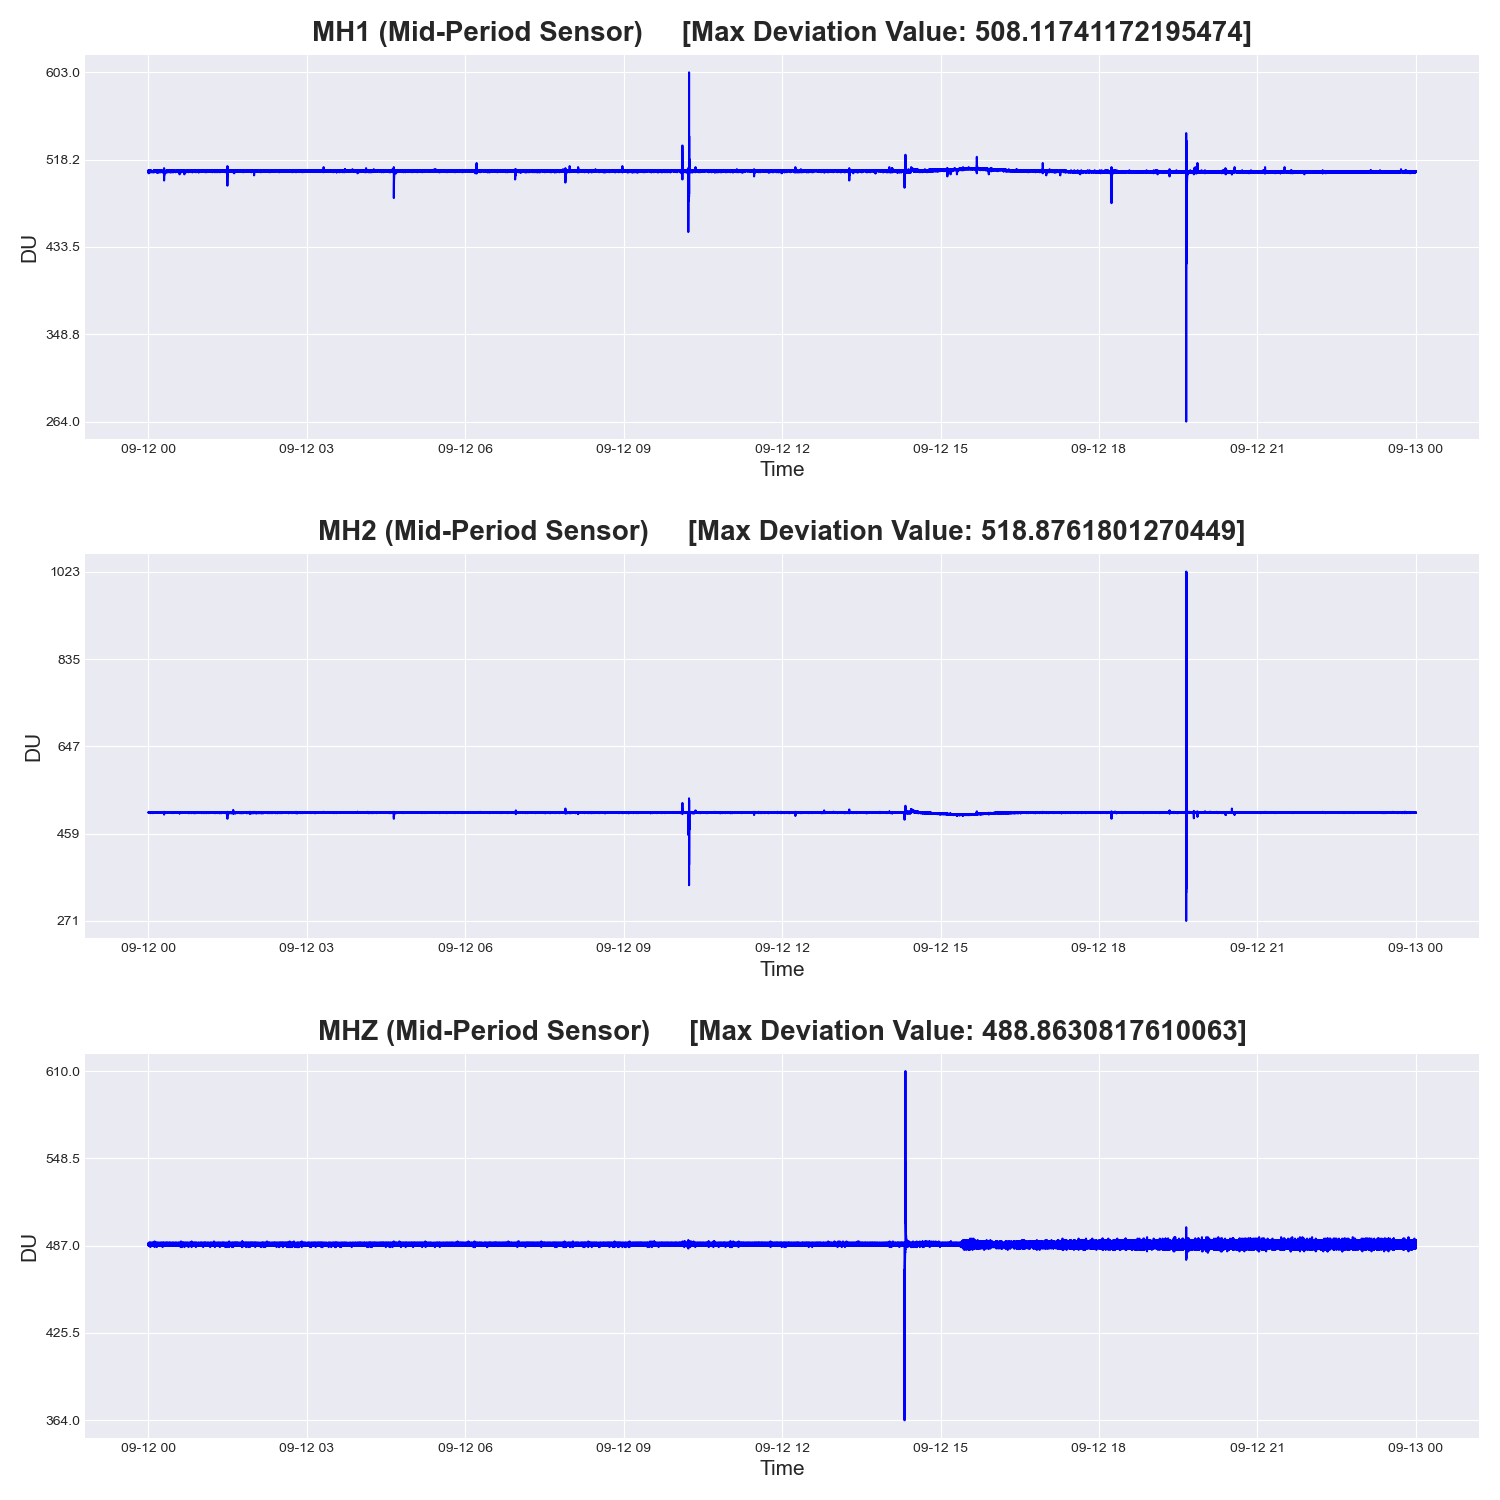 MH1 (Mid-Period Sensor) [Max Deviation Value: 508.11741172195474]
603.0
518.2
433.5
348.8
264.0
DU
09-12 00 09-12 03 09-12 06 09-12 09 09-12 12 09-12 15 09-12 18 09-12 21 09-13 00
Time
MH2 (Mid-Period Sensor) [Max Deviation Value: 518.8761801270449]
1023
835
647
459
271
DU
09-12 00 09-12 03 09-12 06 09-12 09 09-12 12 09-12 15 09-12 18 09-12 21 09-13 00
Time
MHZ (Mid-Period Sensor) [Max Deviation Value: 488.8630817610063]
610.0
548.5
487.0
425.5
364.0
DU
09-12 00 09-12 03 09-12 06 09-12 09 09-12 12 09-12 15 09-12 18 09-12 21 09-13 00
Time